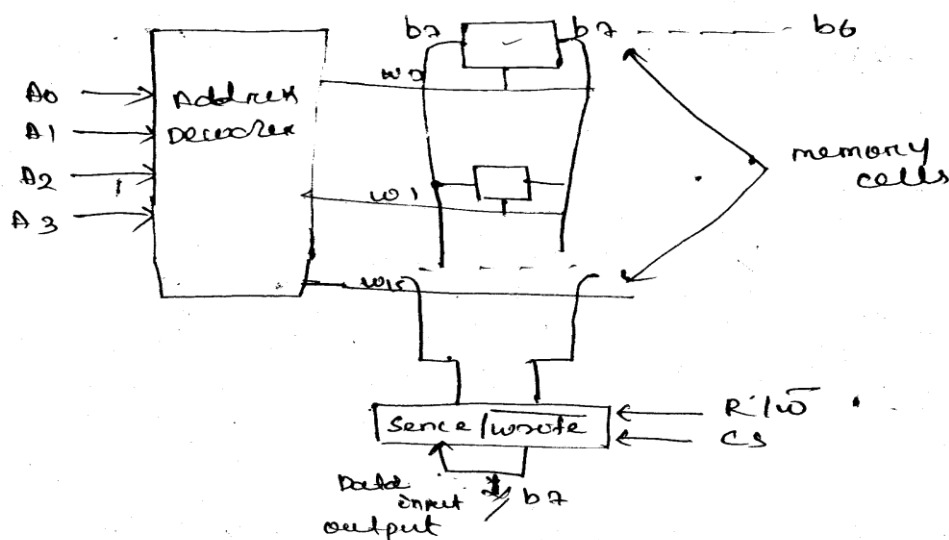 b7 b7 - - - - - b6
W0
A0 Address
A1 Decoder
A2
A3
W1
memory
cells
W15
Sence / wrote
R/W̅
CS
Data
input b7
output